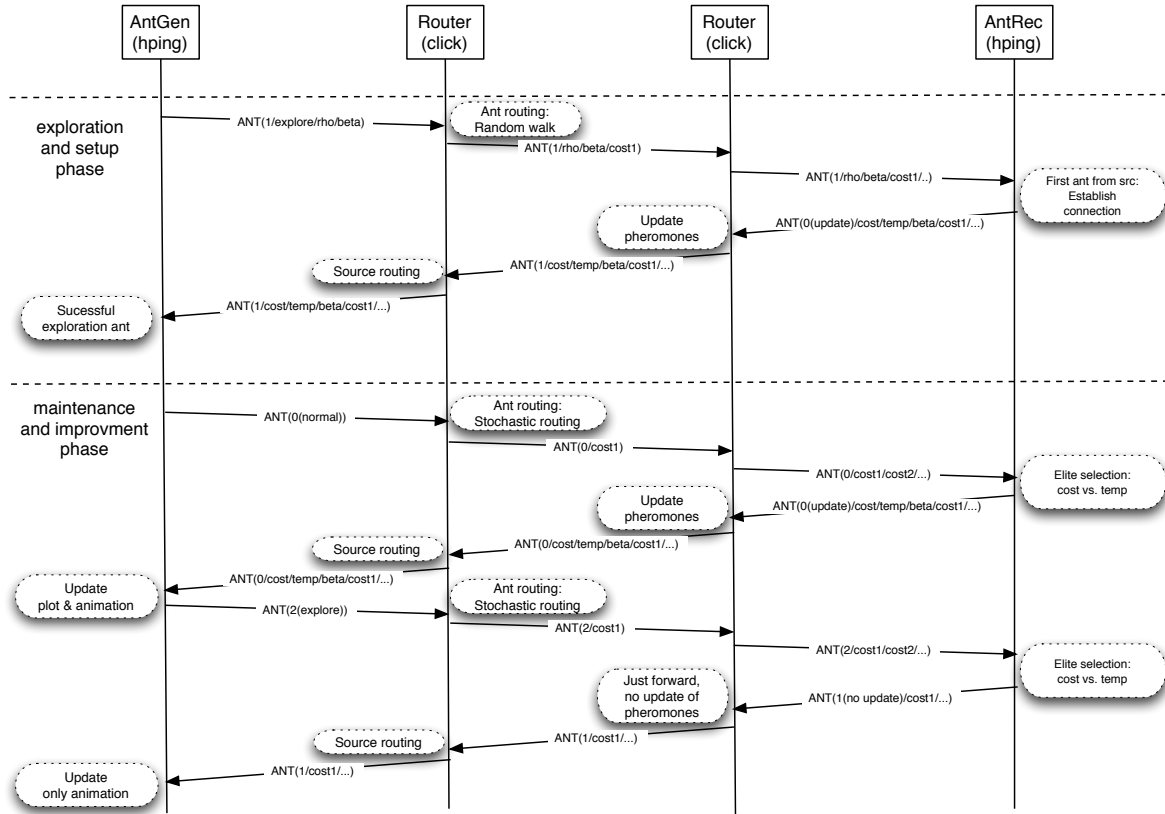 AntGen
(hping)
Router
(click)
Router
(click)
AntRec
(hping)
exploration
and setup
phase
ANT(1/explore/rho/beta)
Ant routing:
Random walk
ANT(1/rho/beta/cost1)
ANT(1/rho/beta/cost1/..)
First ant from src:
Establish
connection
ANT(0(update)/cost/temp/beta/cost1/...)
Update
pheromones
ANT(1/cost/temp/beta/cost1/...)
Source routing
ANT(1/cost/temp/beta/cost1/...)
Sucessful
exploration ant
maintenance
and improvment
phase
ANT(0(normal))
Ant routing:
Stochastic routing
ANT(0/cost1)
ANT(0/cost1/cost2/...)
Elite selection:
cost vs. temp
ANT(0(update)/cost/temp/beta/cost1/...)
Update
pheromones
ANT(0/cost/temp/beta/cost1/...)
Source routing
ANT(0/cost/temp/beta/cost1/...)
Update
plot & animation
ANT(2(explore))
Ant routing:
Stochastic routing
ANT(2/cost1)
ANT(2/cost1/cost2/...)
Elite selection:
cost vs. temp
ANT(1(no update)/cost1/...)
Just forward,
no update of
pheromones
ANT(1/cost1/...)
Source routing
ANT(1/cost1/...)
Update
only animation